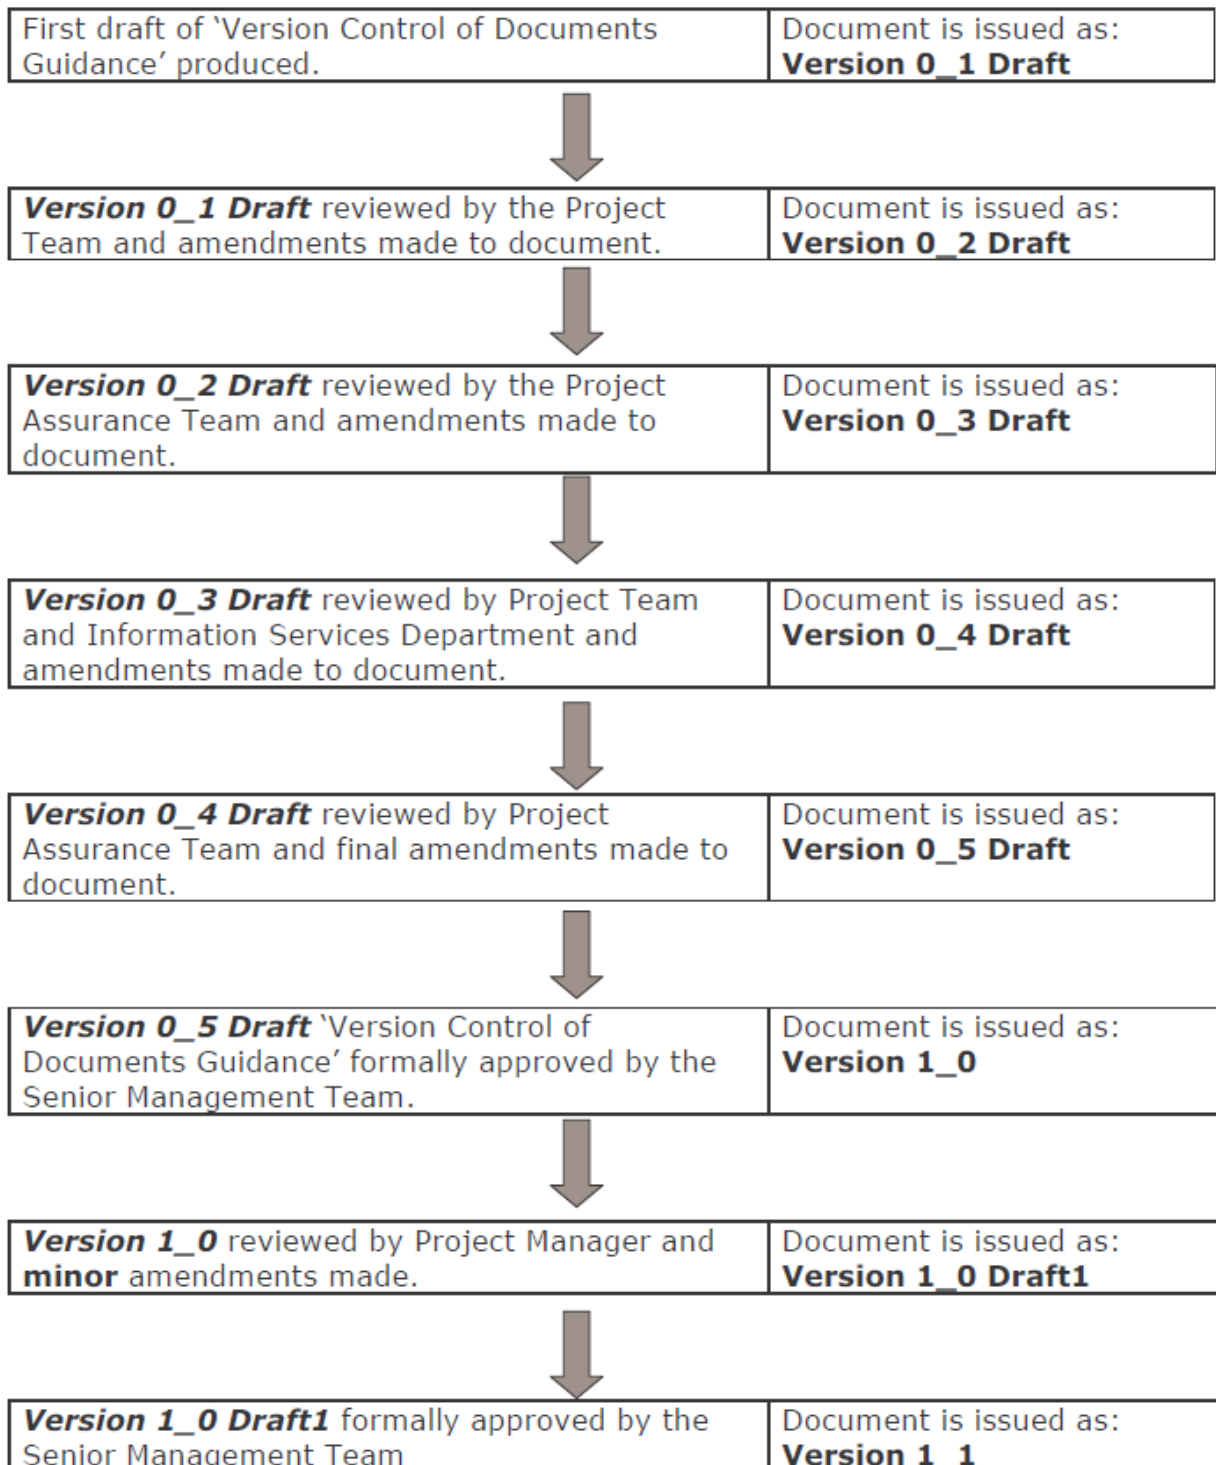 First draft of ‘Version Control of Documents
Guidance’ produced.
Document is issued as:
Version 0_1 Draft
Version 0_1 Draft reviewed by the Project
Team and amendments made to document.
Document is issued as:
Version 0_2 Draft
Version 0_2 Draft reviewed by the Project
Assurance Team and amendments made to
document.
Document is issued as:
Version 0_3 Draft
Version 0_3 Draft reviewed by Project Team
and Information Services Department and
amendments made to document.
Document is issued as:
Version 0_4 Draft
Version 0_4 Draft reviewed by Project
Assurance Team and final amendments made to
document.
Document is issued as:
Version 0_5 Draft
Version 0_5 Draft ‘Version Control of
Documents Guidance’ formally approved by the
Senior Management Team.
Document is issued as:
Version 1_0
Version 1_0 reviewed by Project Manager and
minor amendments made.
Document is issued as:
Version 1_0 Draft1
Version 1_0 Draft1 formally approved by the
Senior Management Team
Document is issued as:
Version 1_1